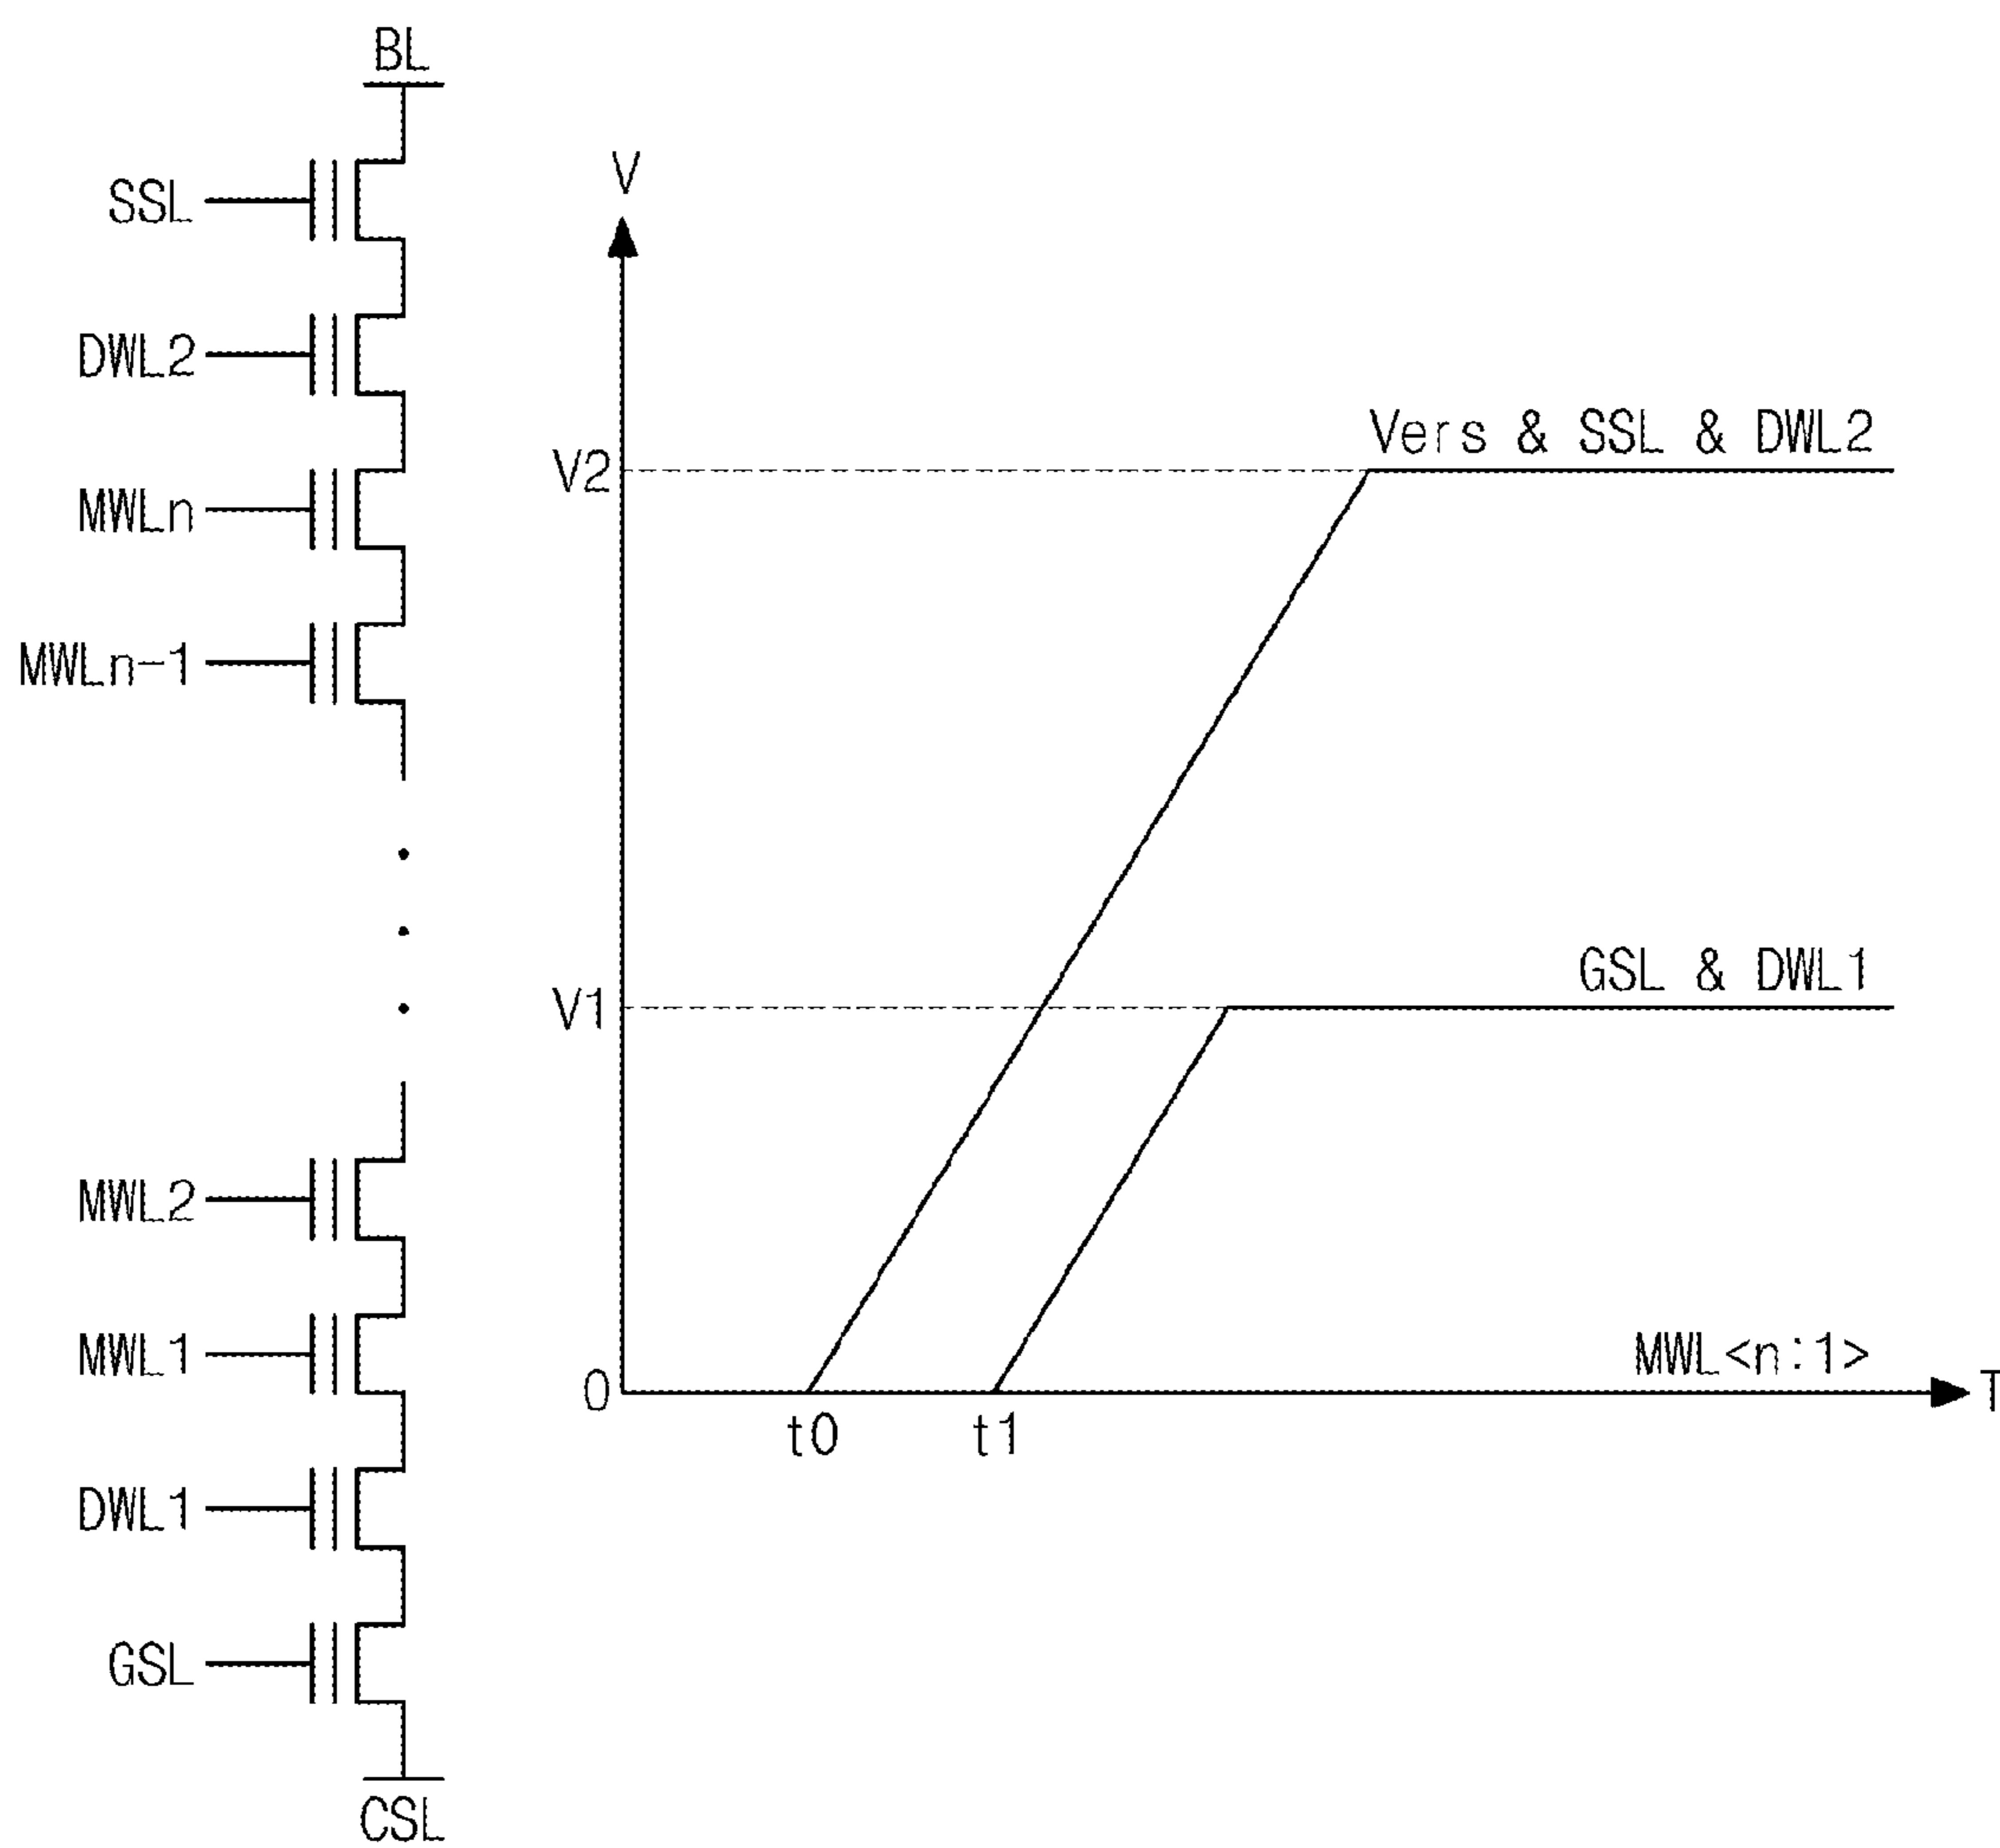 BL
SSL
DWL2
MWLn
MWLn-1
MWL2
MWL1
DWL1
GSL
CSL
V
Vers & SSL & DWL2
V2
GSL & DWL1
V1
MWL<n:1>
0
T
t0
t1